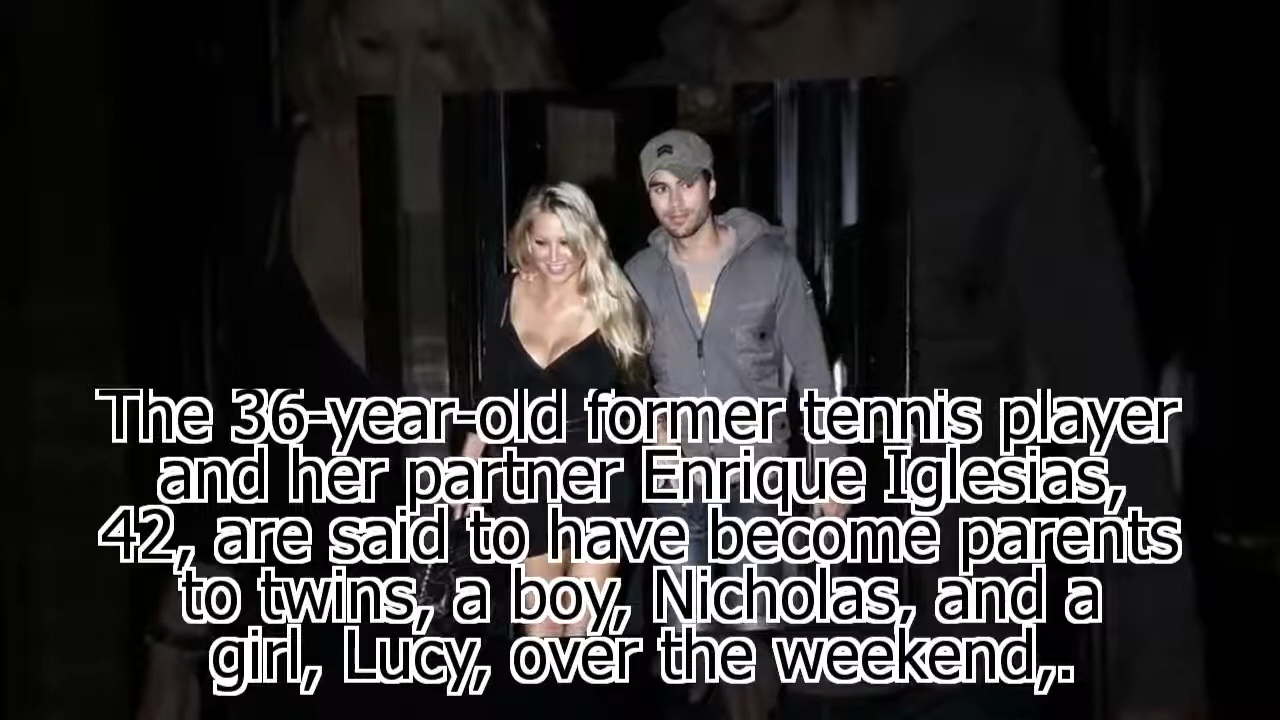 The 36-year-old former tennis player
and her partner Enrique Iglesias,
42, are said to have become parents
to twins, a boy, Nicholas, and a
girl, Lucy, over the weekend,.